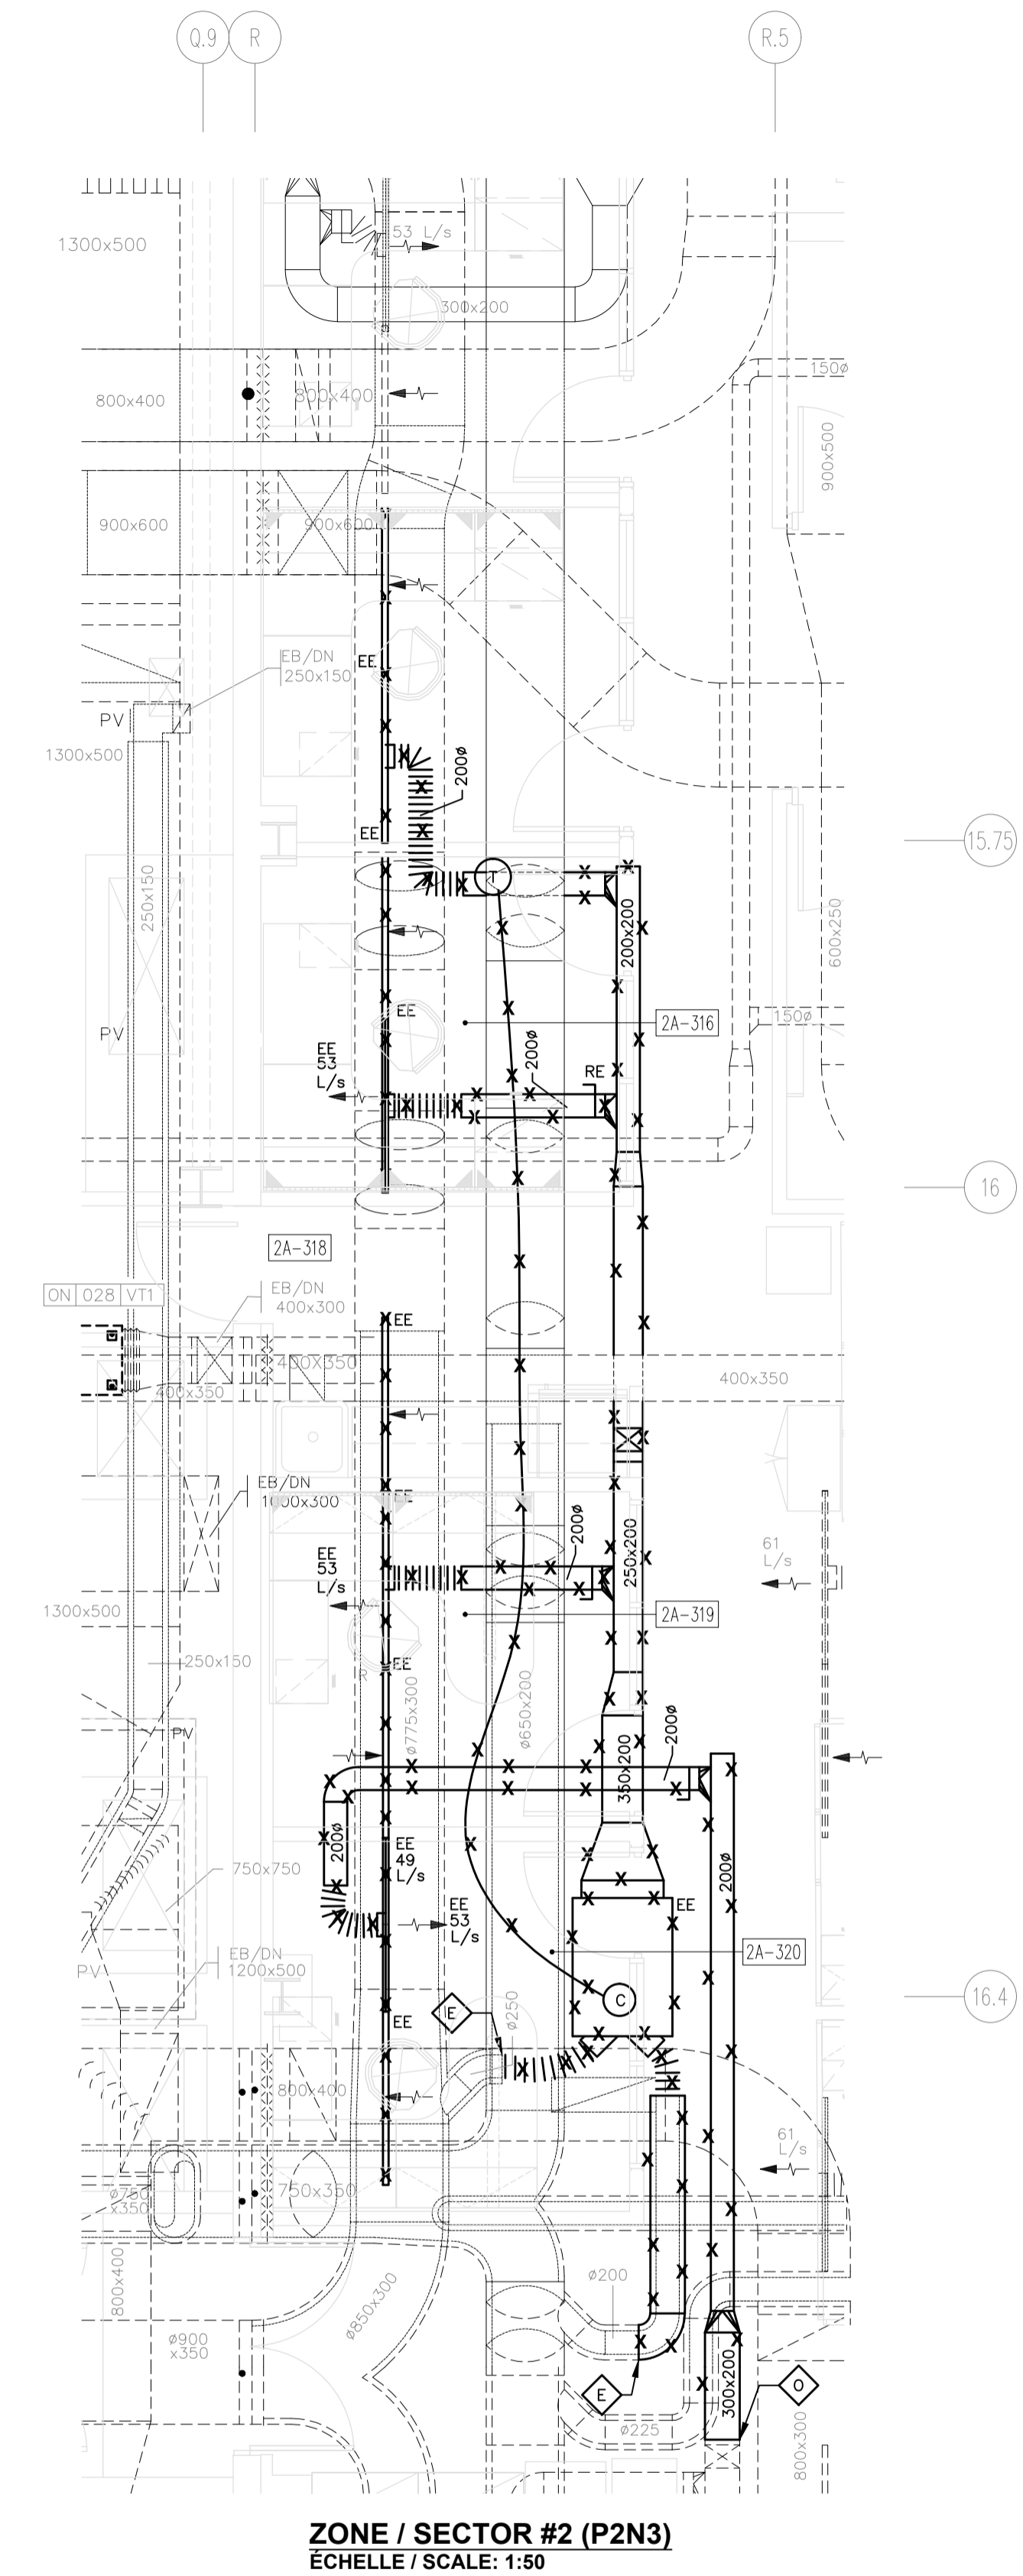 Q.9
R
R.5
1300x500
53 L/s
300x200
800x400
800x400
150ø
900x500
900x600
900x600
EB/DN
250x150
EE
PV
1300x500
200ø
EE
15.75
250x150
T
200x200
600x250
PV
EE
2A-316
150ø
EE
53
L/s
200ø
RE
16
2A-318
ON 028 VT1
EB/DN
400x300
EE
400X350
400x350
400x350
EB/DN
1000x300
EE
200ø
250x200
EE
53
L/s
61
L/s
1300x500
2A-319
250x150
EE
R
ø775x300
ø650x200
PV
200ø
350x200
200ø
EE
49
L/s
200ø
750x750
EE
53
L/s
EE
2A-320
EB/DN
1200x500
PV
C
16.4
E
ø250
EE
800x400
61
L/s
750x350
ø750
x350
800x400
ø850x300
ø200
ø900
x350
E
300x200
O
ø225
800x300
ZONE / SECTOR #2 (P2N3)
ÉCHELLE / SCALE: 1:50